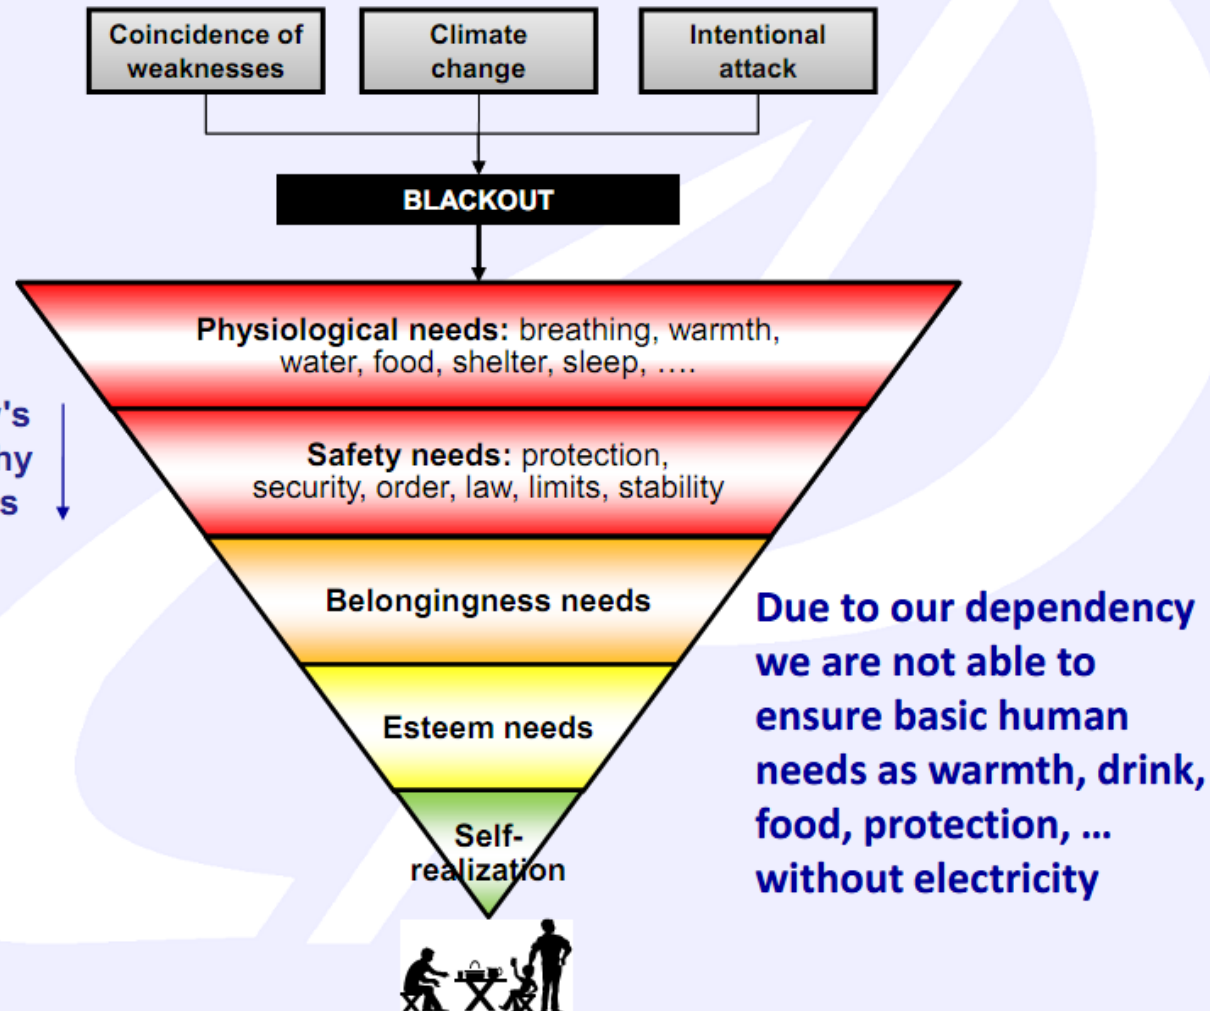 Coincidence of
weaknesses
Climate
change
Intentional
attack
BLACKOUT
Physiological needs: breathing, warmth,
water, food, shelter, sleep, ….
Safety needs: protection,
security, order, law, limits, stability
Belongingness needs
Esteem needs
Self-
realization
Due to our dependency
we are not able to
ensure basic human
needs as warmth, drink,
food, protection, ...
without electricity